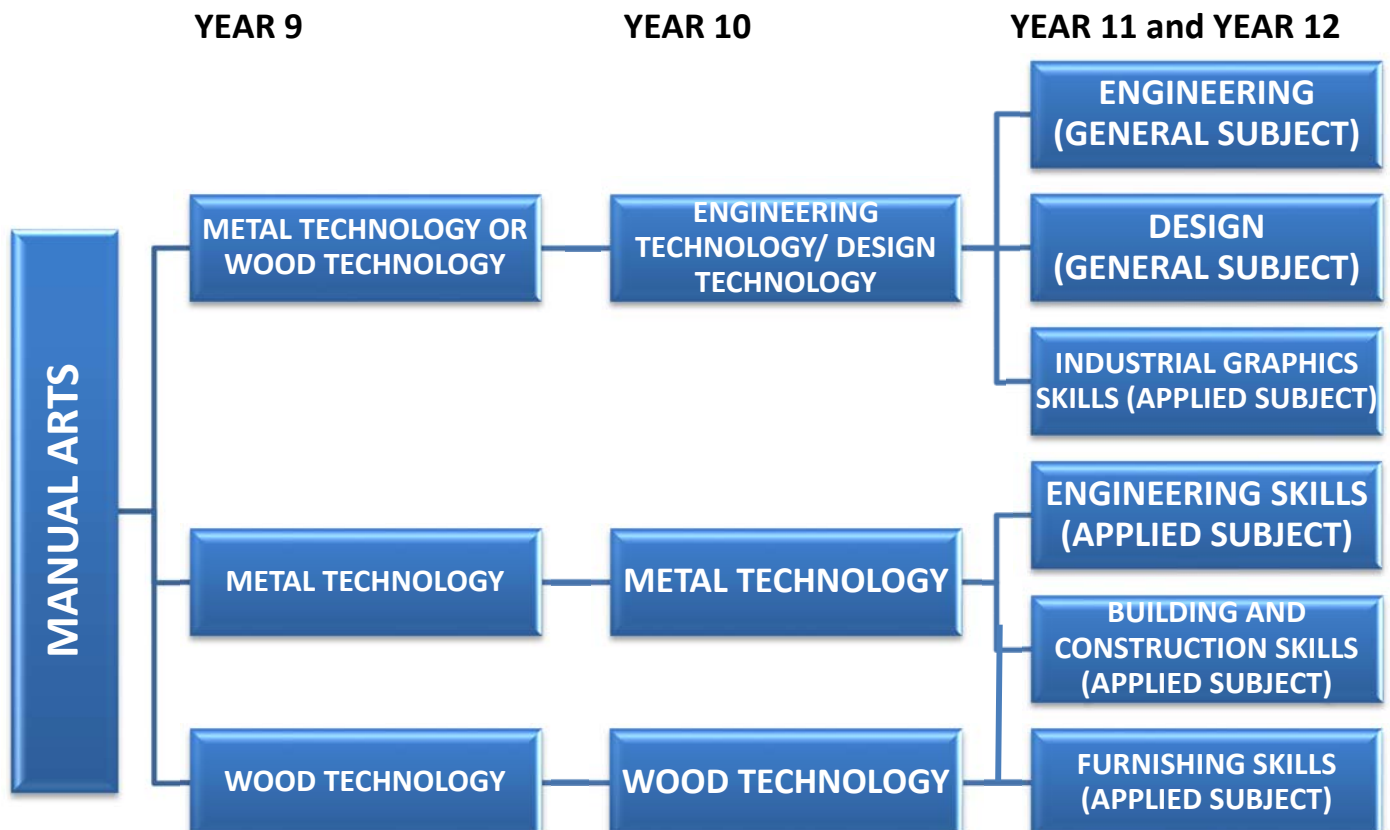 YEAR 9
YEAR 10
YEAR 11 and YEAR 12
MANUAL ARTS
METAL TECHNOLOGY OR
WOOD TECHNOLOGY
ENGINEERING
TECHNOLOGY/ DESIGN
TECHNOLOGY
ENGINEERING
(GENERAL SUBJECT)
DESIGN
(GENERAL SUBJECT)
INDUSTRIAL GRAPHICS
SKILLS (APPLIED SUBJECT)
METAL TECHNOLOGY
METAL TECHNOLOGY
ENGINEERING SKILLS
(APPLIED SUBJECT)
BUILDING AND
CONSTRUCTION SKILLS
(APPLIED SUBJECT)
WOOD TECHNOLOGY
WOOD TECHNOLOGY
FURNISHING SKILLS
(APPLIED SUBJECT)